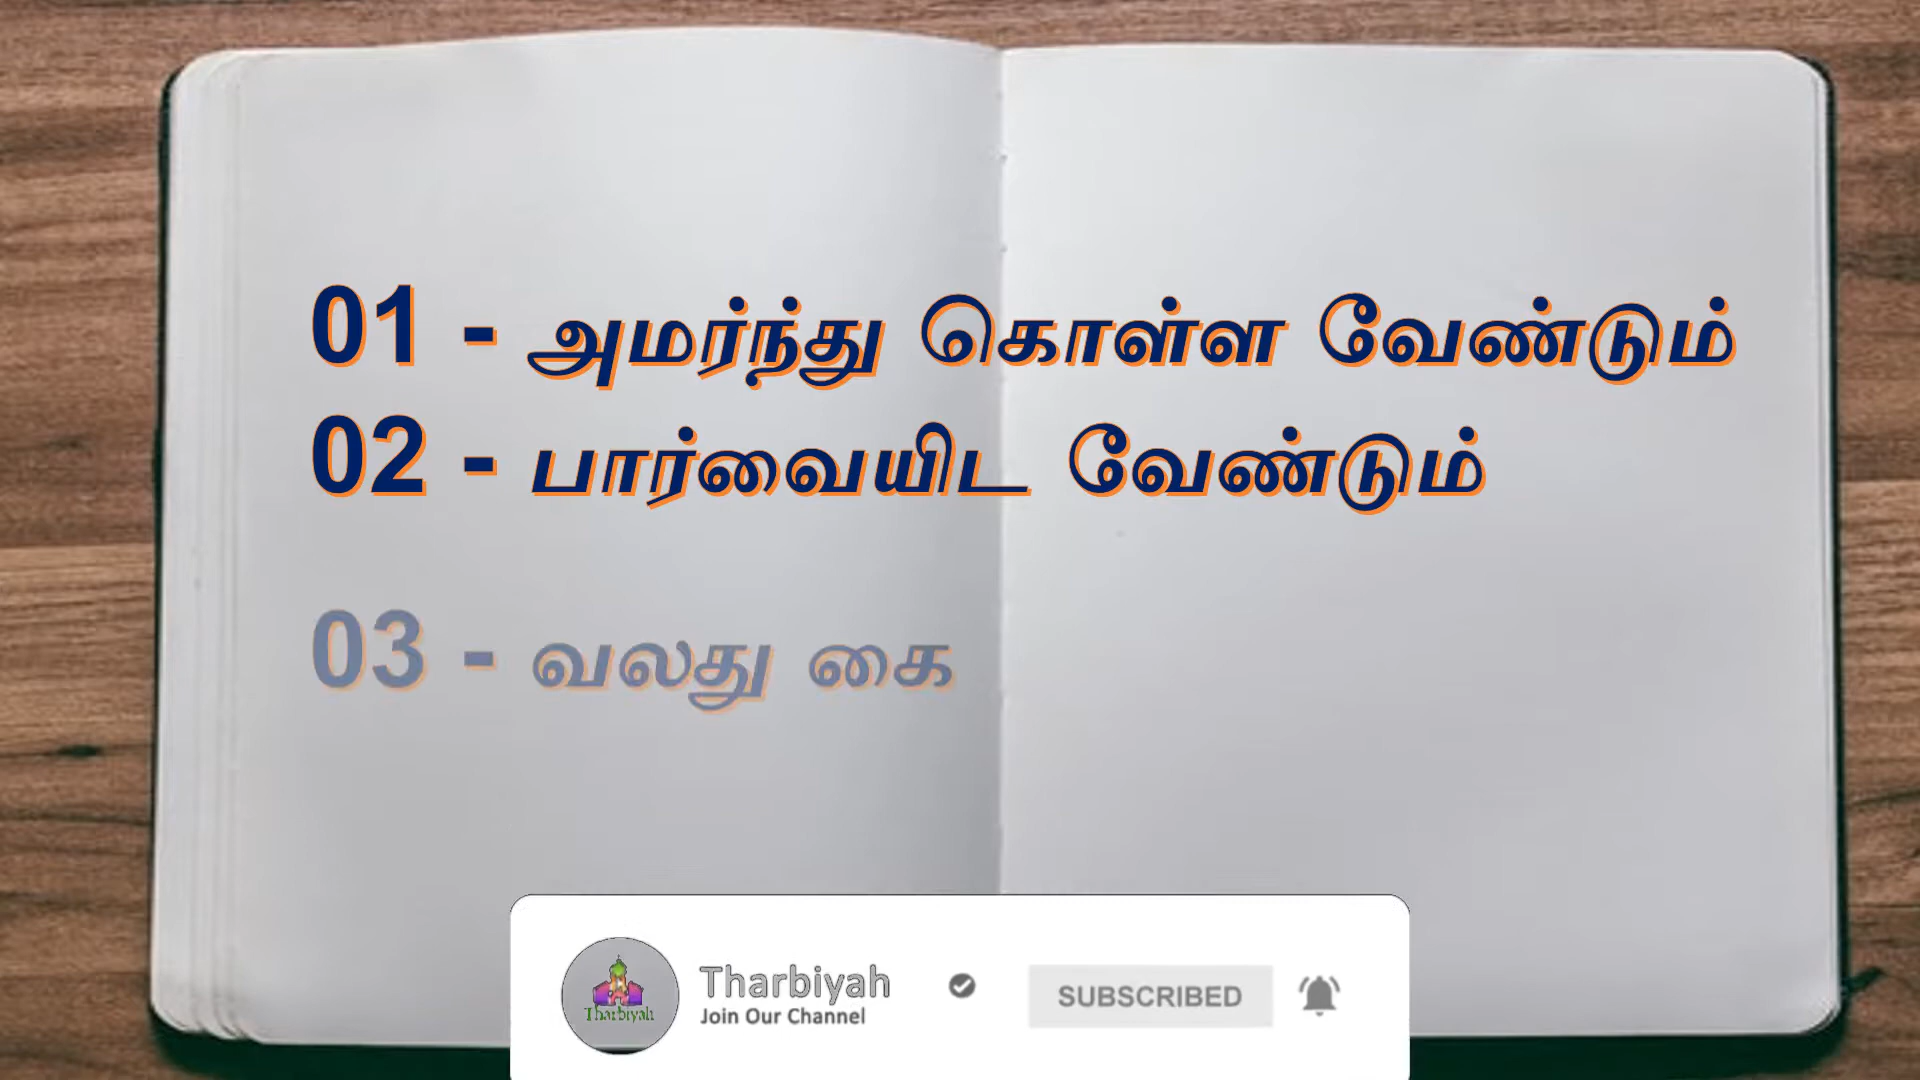 01 - அமர்ந்து கொள்ள வேண்டும்
02 - பார்வையிட வேண்டும்
03 - வலது கை
Tharbiyah
Tharbiyah
Join Our Channel
SUBSCRIBED